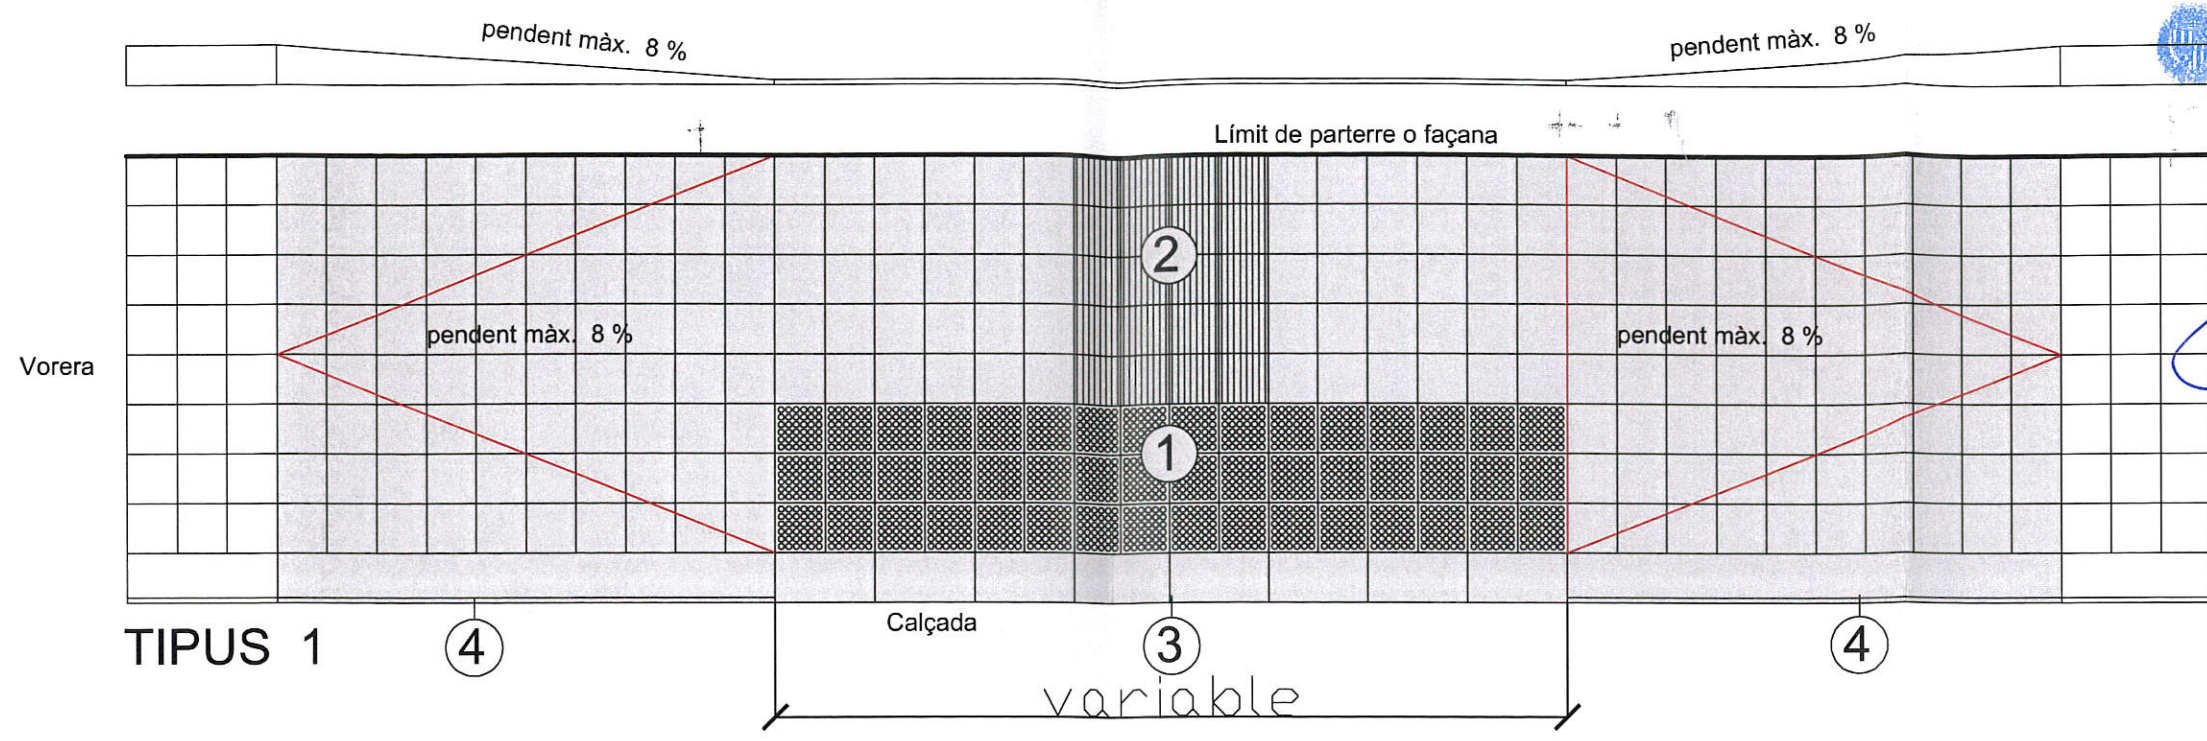 pendent màx. 8 %
pendent màx. 8 %
Límit de parterre o façana
2
pendent màx. 8 %
pendent màx. 8 %
Vorera
1
Calçada
TIPUS 1
4
3
4
variable